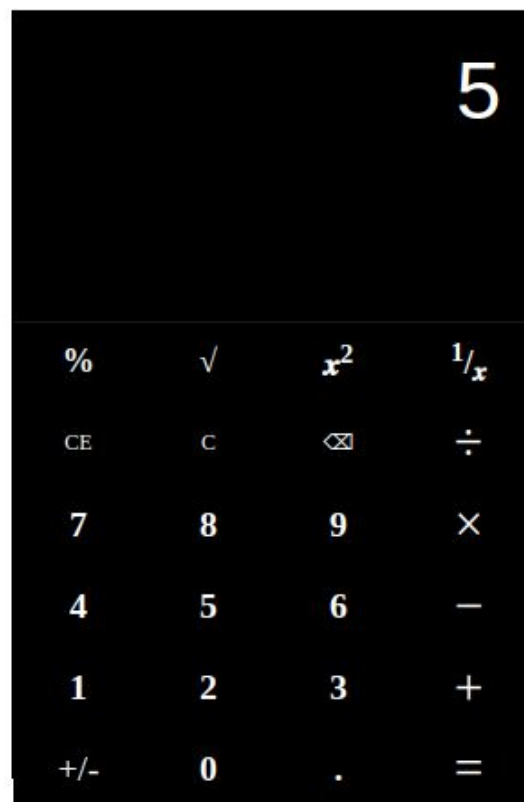 5
% √ x² ¹/ₓ
CE C ⌫ ÷
7 8 9 ×
4 5 6 −
1 2 3 +
+/- 0 . =